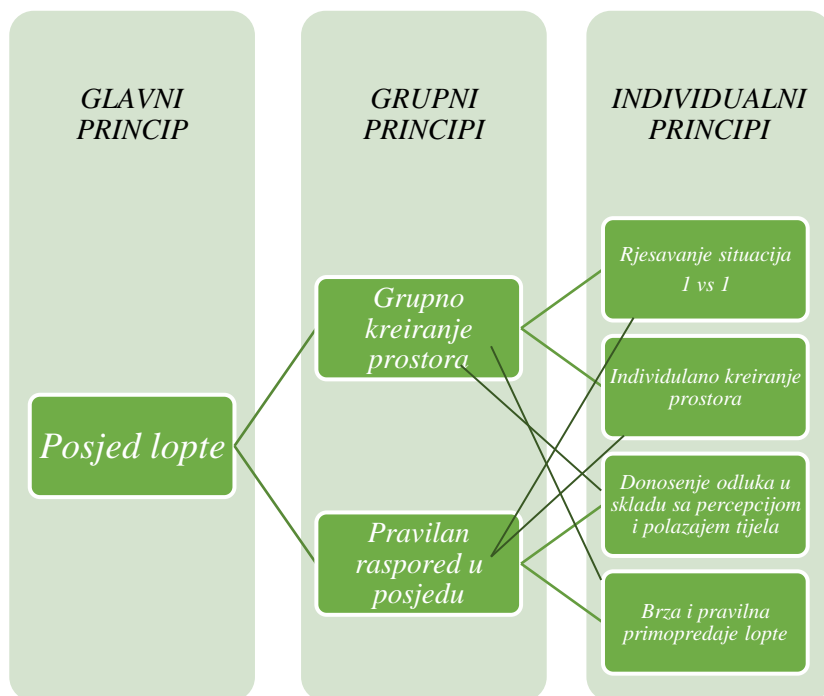 GLAVNI
PRINCIP
GRUPNI
PRINCIPI
INDIVIDUALNI
PRINCIPI
Posjed lopte
Grupno
kreiranje
prostora
Pravilan
raspored u
posjedu
Rjesavanje situacija
1 vs 1
Individulano kreiranje
prostora
Donosenje odluka u
skladu sa percepcijom
i polazajem tijela
Brza i pravilna
primopredaje lopte